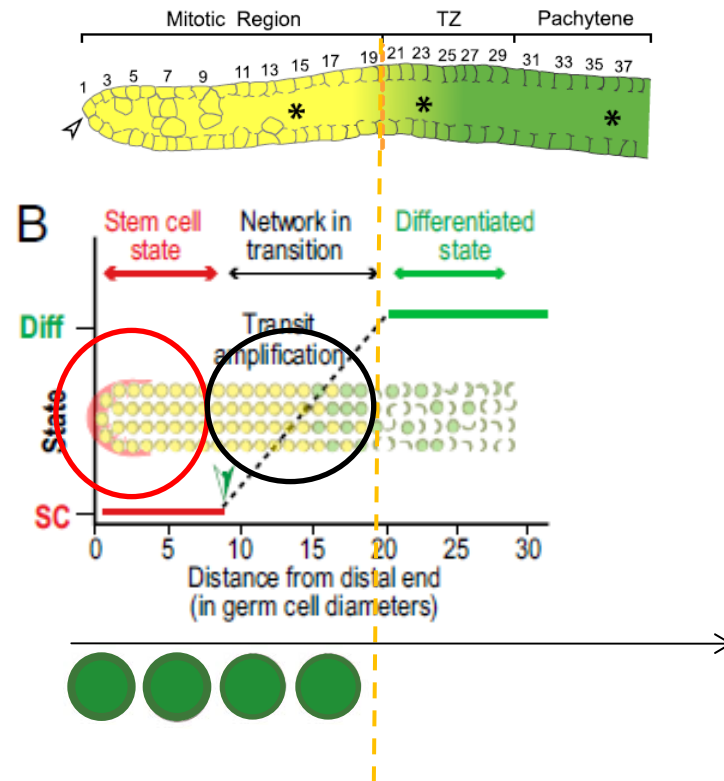 Mitotic Region TZ Pachytene
1 3 5 7 9 11 13 15 17 19 21 23 25 27 29 31 33 35 37
* * *
B
Stem cell state
Network in transition
Differentiated state
Diff
Transit amplification
State
SC
0 5 10 15 20 25 30
Distance from distal end
(in germ cell diameters)